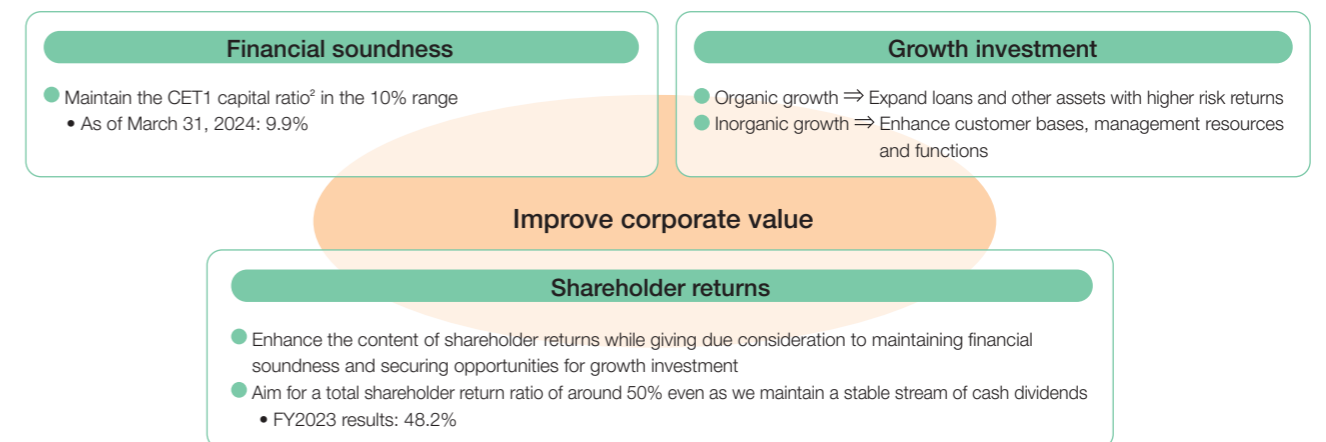 Financial soundness
● Maintain the CET1 capital ratio² in the 10% range
• As of March 31, 2024: 9.9%
Growth investment
● Organic growth ⇒ Expand loans and other assets with higher risk returns
● Inorganic growth ⇒ Enhance customer bases, management resources
and functions
Improve corporate value
Shareholder returns
● Enhance the content of shareholder returns while giving due consideration to maintaining financial
soundness and securing opportunities for growth investment
● Aim for a total shareholder return ratio of around 50% even as we maintain a stable stream of cash dividends
• FY2023 results: 48.2%